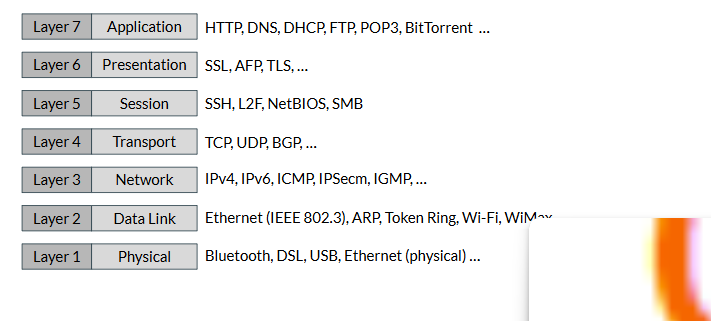 Layer 7 Application HTTP, DNS, DHCP, FTP, POP3, BitTorrent ...
Layer 6 Presentation SSL, AFP, TLS, ...
Layer 5 Session SSH, L2F, NetBIOS, SMB
Layer 4 Transport TCP, UDP, BGP, ...
Layer 3 Network IPv4, IPv6, ICMP, IPSecm, IGMP, ...
Layer 2 Data Link Ethernet (IEEE 802.3), ARP, Token Ring, Wi-Fi, WiMax
Layer 1 Physical Bluetooth, DSL, USB, Ethernet (physical) ...